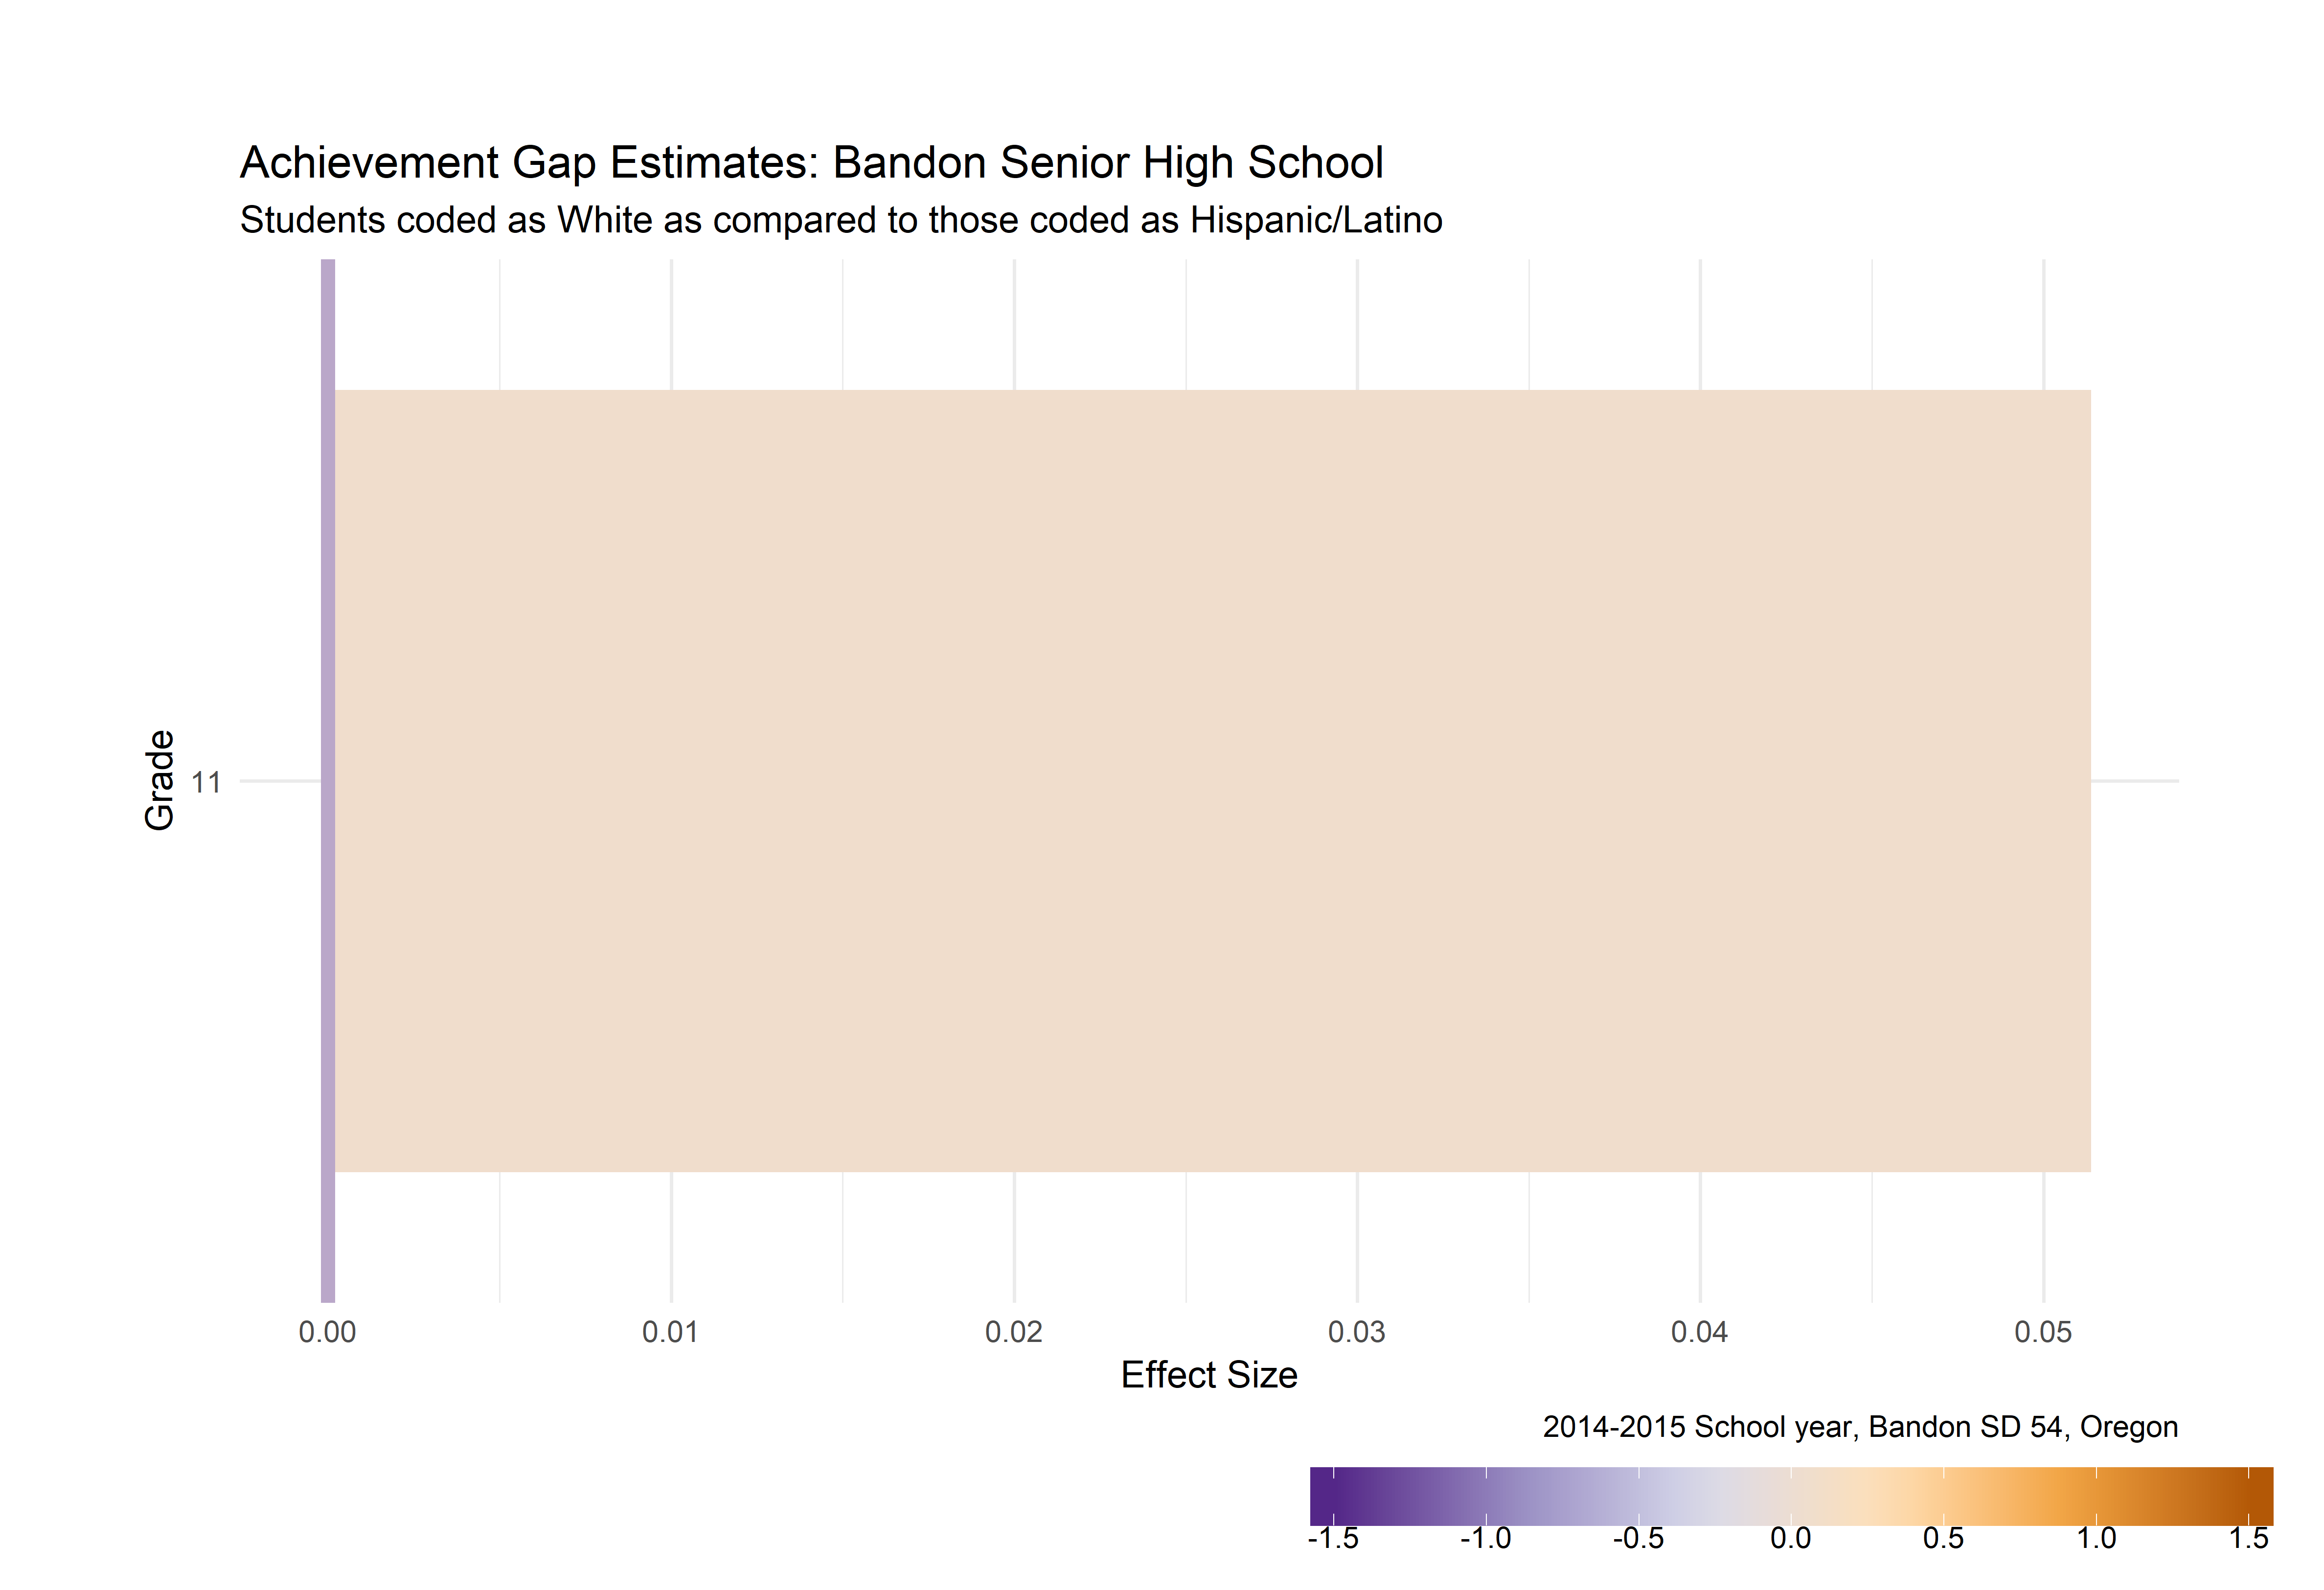 Achievement Gap Estimates: Bandon Senior High School
Students coded as White as compared to those coded as Hispanic/Latino
Grade
11
0.00 0.01 0.02 0.03 0.04 0.05
Effect Size
2014-2015 School year, Bandon SD 54, Oregon
-1.5 -1.0 -0.5 0.0 0.5 1.0 1.5